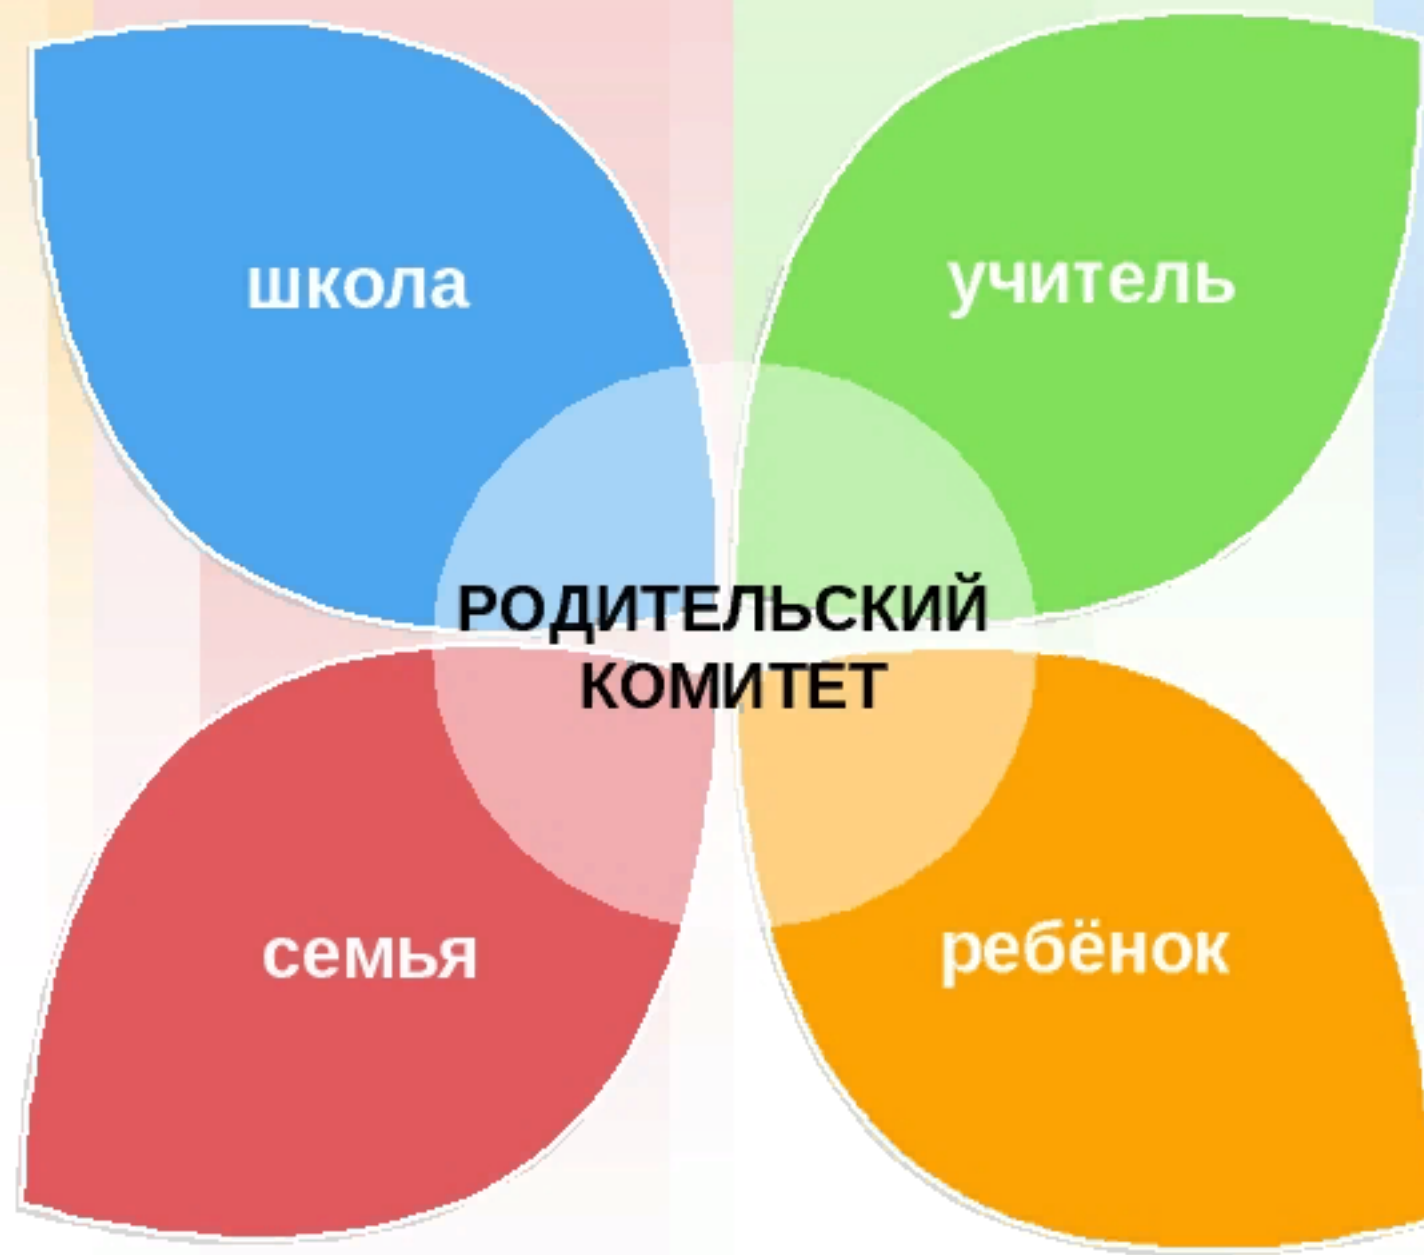 школа
учитель
РОДИТЕЛЬСКИЙ
КОМИТЕТ
семья
ребёнок